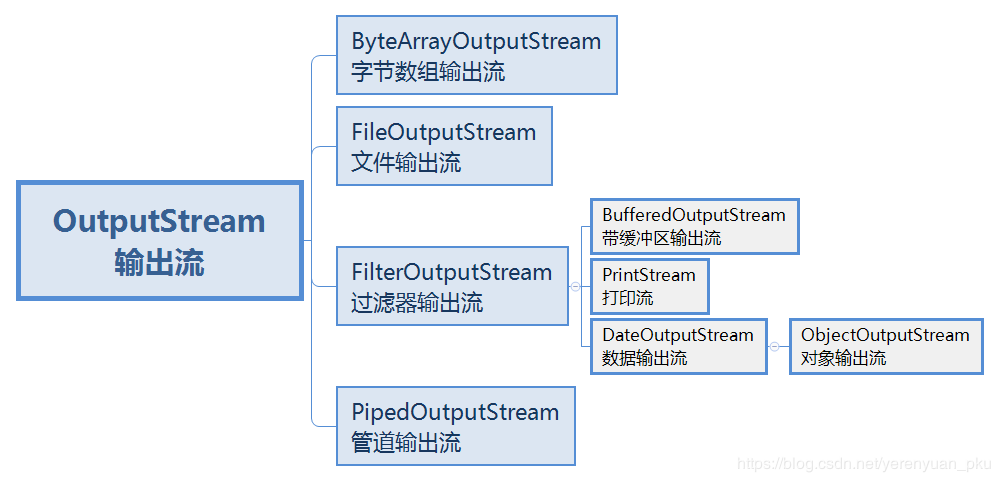 OutputStream
输出流
ByteArrayOutputStream
字节数组输出流
FileOutputStream
文件输出流
FilterOutputStream
过滤器输出流
BufferedOutputStream
带缓冲区输出流
PrintStream
打印流
DateOutputStream
数据输出流
ObjectOutputStream
对象输出流
PipedOutputStream
管道输出流
https://blog.csdn.net/yerenyuan_pku